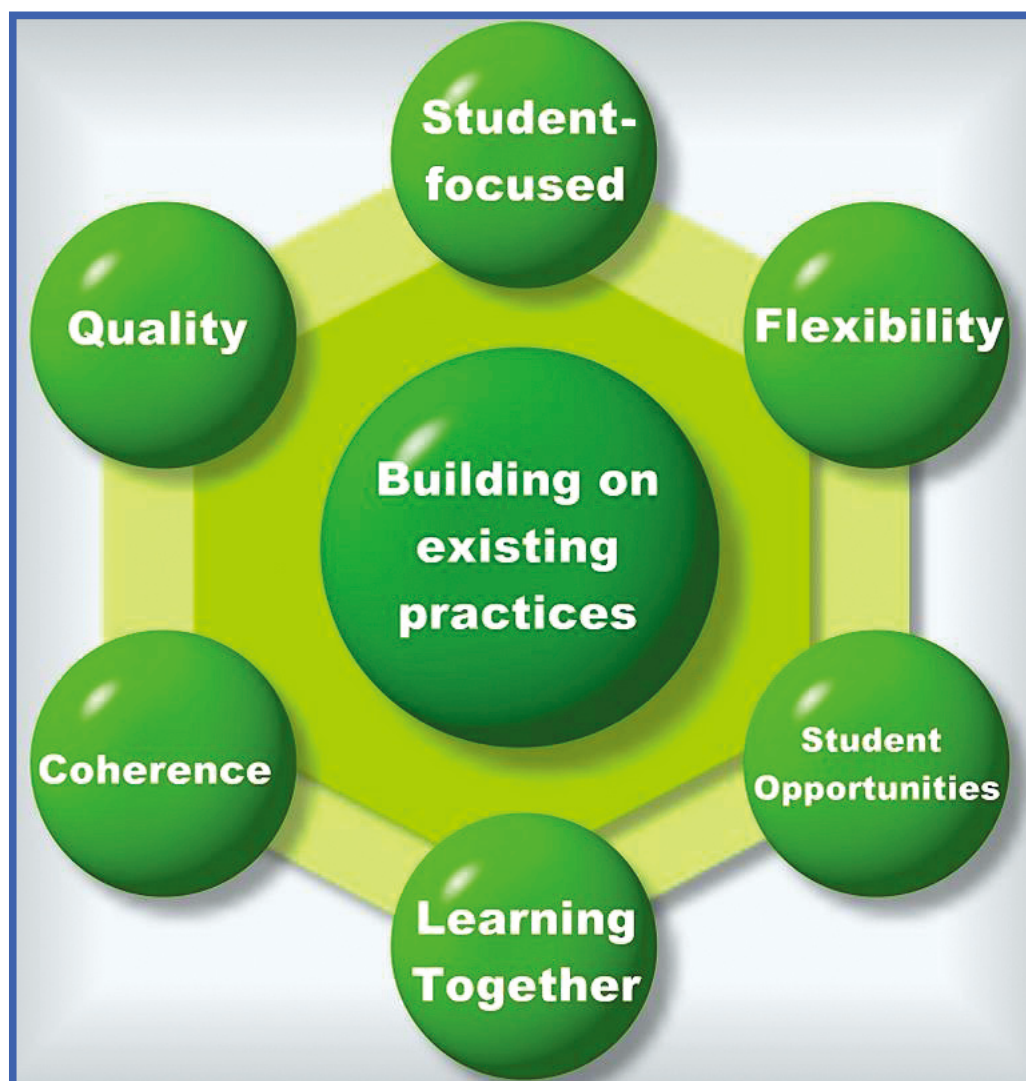 Student-
focused
Quality
Flexibility
Building on
existing
practices
Coherence
Student
Opportunities
Learning
Together